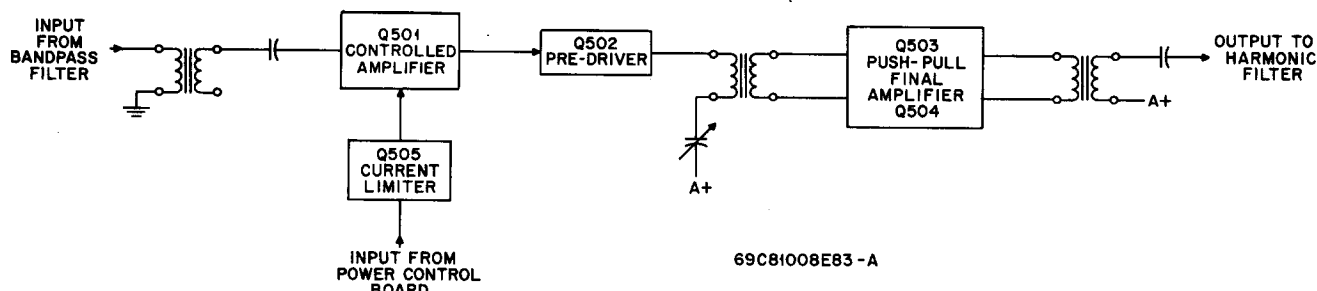 INPUT
FROM
BANDPASS
FILTER
Q501
CONTROLLED
AMPLIFIER
Q502
PRE-DRIVER
Q503
PUSH-PULL
FINAL
AMPLIFIER
Q504
OUTPUT TO
HARMONIC
FILTER
A+
A+
Q505
CURRENT
LIMITER
INPUT FROM
POWER CONTROL
BOARD
69C81008E83-A